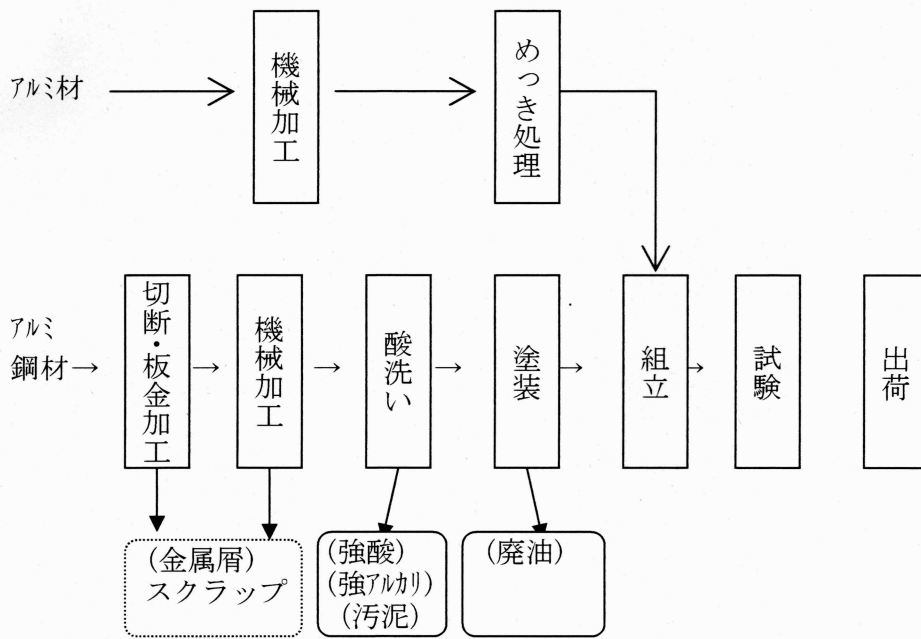 アルミ材
機械加工
めっき処理
アルミ
鋼材
切断・板金加工
機械加工
酸洗い
塗装
組立
試験
出荷
(金属屑)
スクラップ
(強酸)
(強アルカリ)
(汚泥)
(廃油)